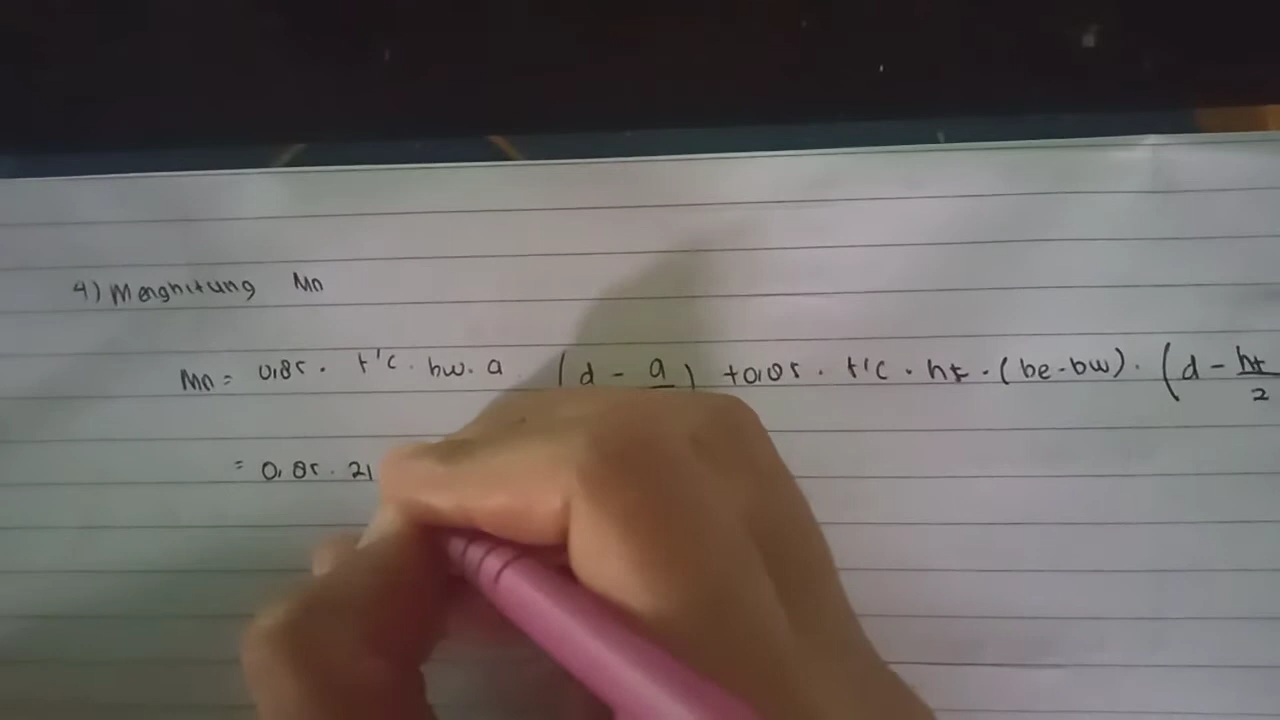 4) Menghitung Mn
Mn = 0,85 . f'c . bw . a (d - a) + 0,85 . f'c . hf . (be - bw) . (d - hf/2
= 0,85 . 21